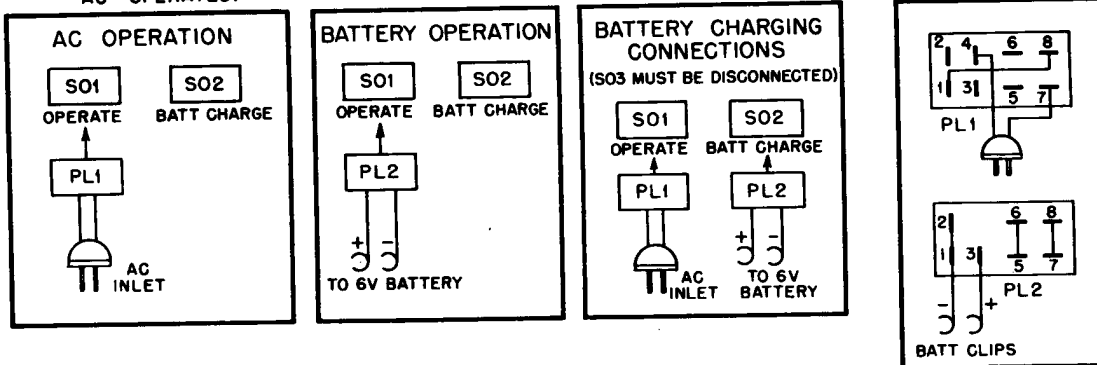 AC OPERATES.
AC OPERATION
SO1
SO2
OPERATE
BATT CHARGE
PL1
AC
INLET
BATTERY OPERATION
SO1
SO2
OPERATE
BATT CHARGE
PL2
+
-
TO 6V BATTERY
BATTERY CHARGING
CONNECTIONS
(SO3 MUST BE DISCONNECTED)
SO1
SO2
OPERATE
BATT CHARGE
PL1
PL2
+
-
AC
INLET
TO 6V
BATTERY
2 4 6 8
1 3 5 7
PL1
2 6 8
1 3 5 7
PL2
-
+
BATT CLIPS